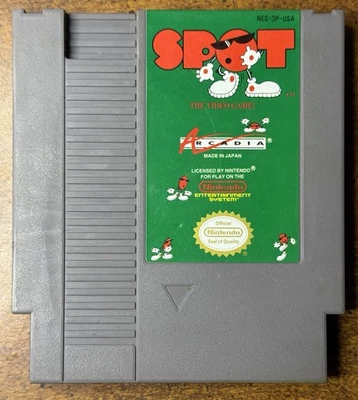 NES-3P-USA
SPOT
TM
THE VIDEO GAME!
ARCADIA
MADE IN JAPAN
LICENSED BY NINTENDO®
FOR PLAY ON THE
Nintendo
ENTERTAINMENT
SYSTEM®
Official
Nintendo
Seal of Quality